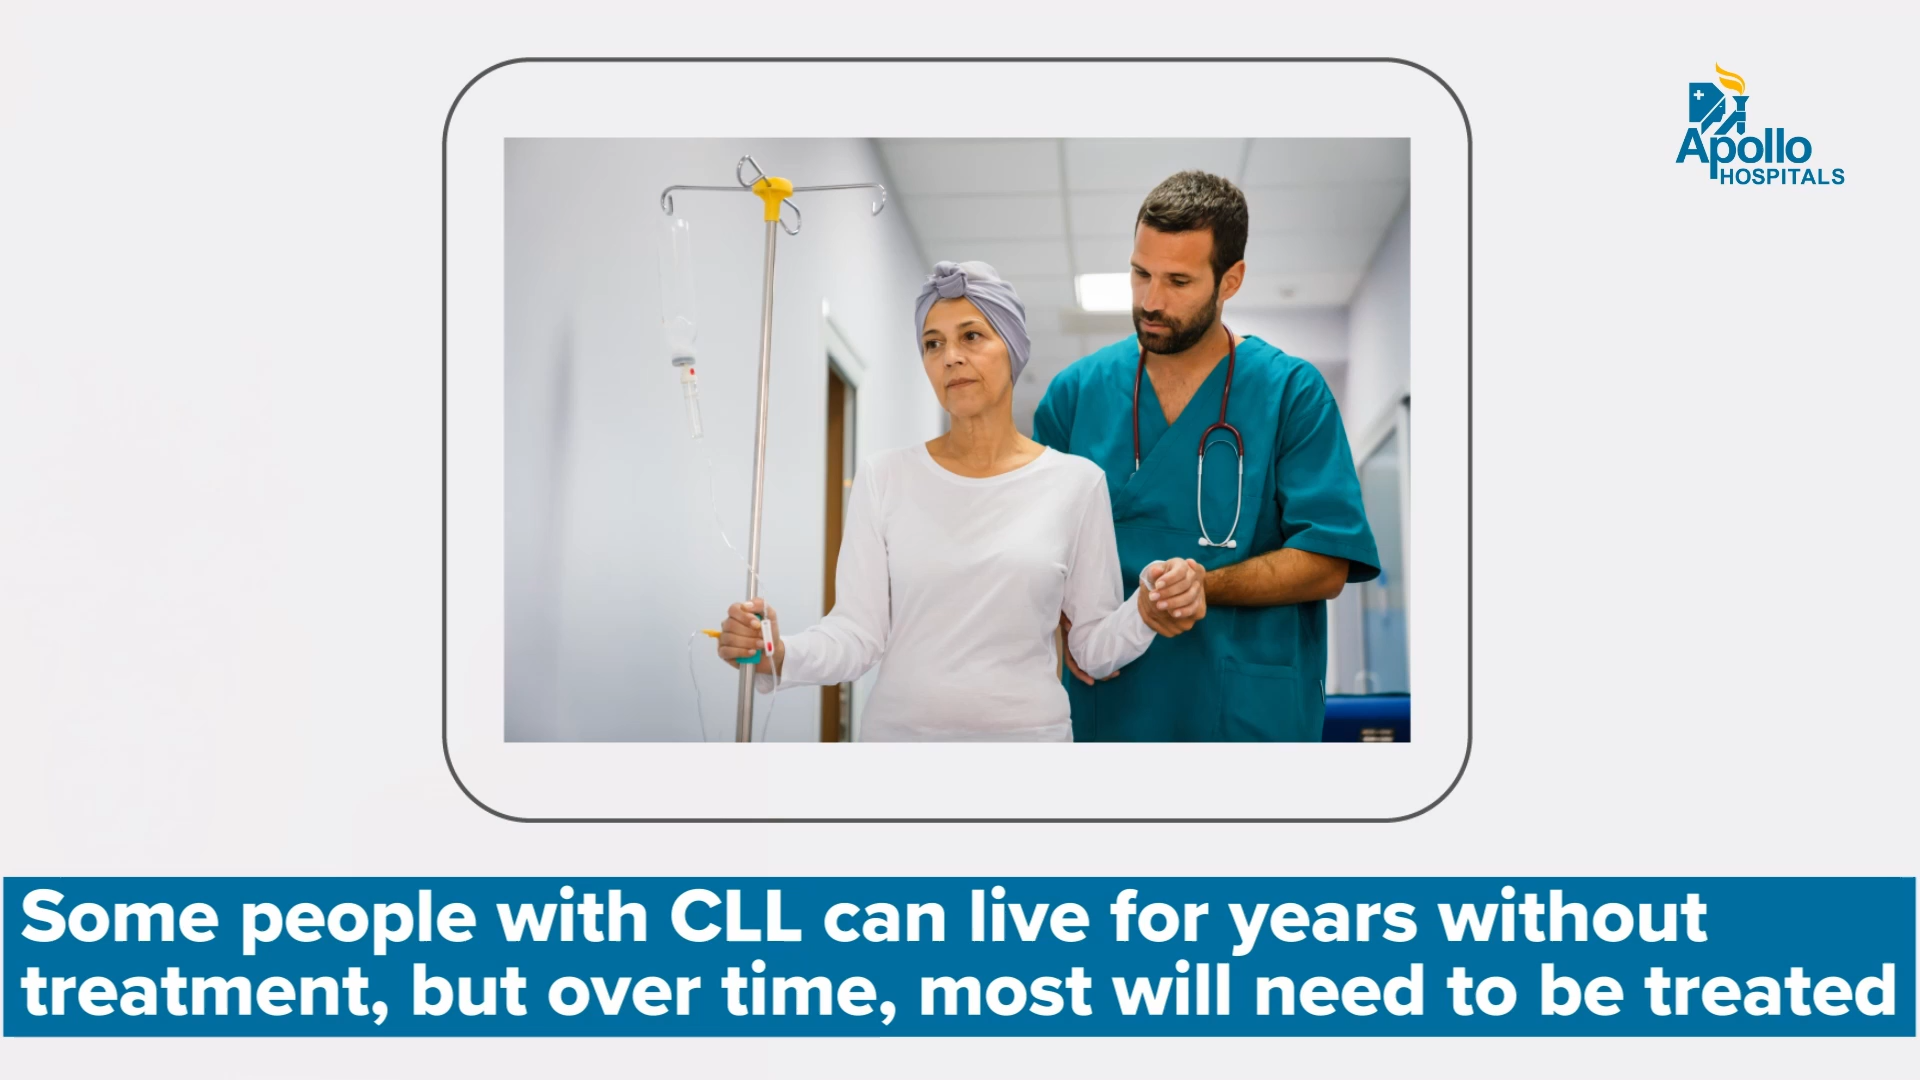 Apollo
HOSPITALS
Some people with CLL can live for years without
treatment, but over time, most will need to be treated